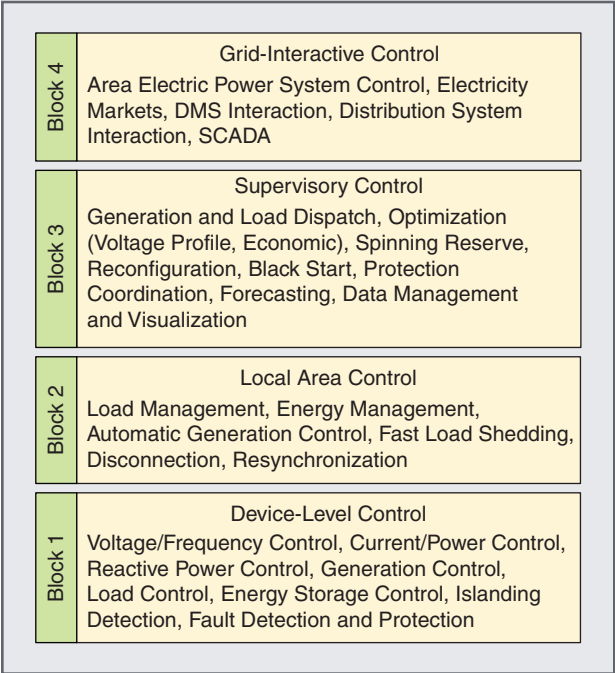 Block 4
Grid-Interactive Control
Area Electric Power System Control, Electricity
Markets, DMS Interaction, Distribution System
Interaction, SCADA
Block 3
Supervisory Control
Generation and Load Dispatch, Optimization
(Voltage Profile, Economic), Spinning Reserve,
Reconfiguration, Black Start, Protection
Coordination, Forecasting, Data Management
and Visualization
Block 2
Local Area Control
Load Management, Energy Management,
Automatic Generation Control, Fast Load Shedding,
Disconnection, Resynchronization
Block 1
Device-Level Control
Voltage/Frequency Control, Current/Power Control,
Reactive Power Control, Generation Control,
Load Control, Energy Storage Control, Islanding
Detection, Fault Detection and Protection